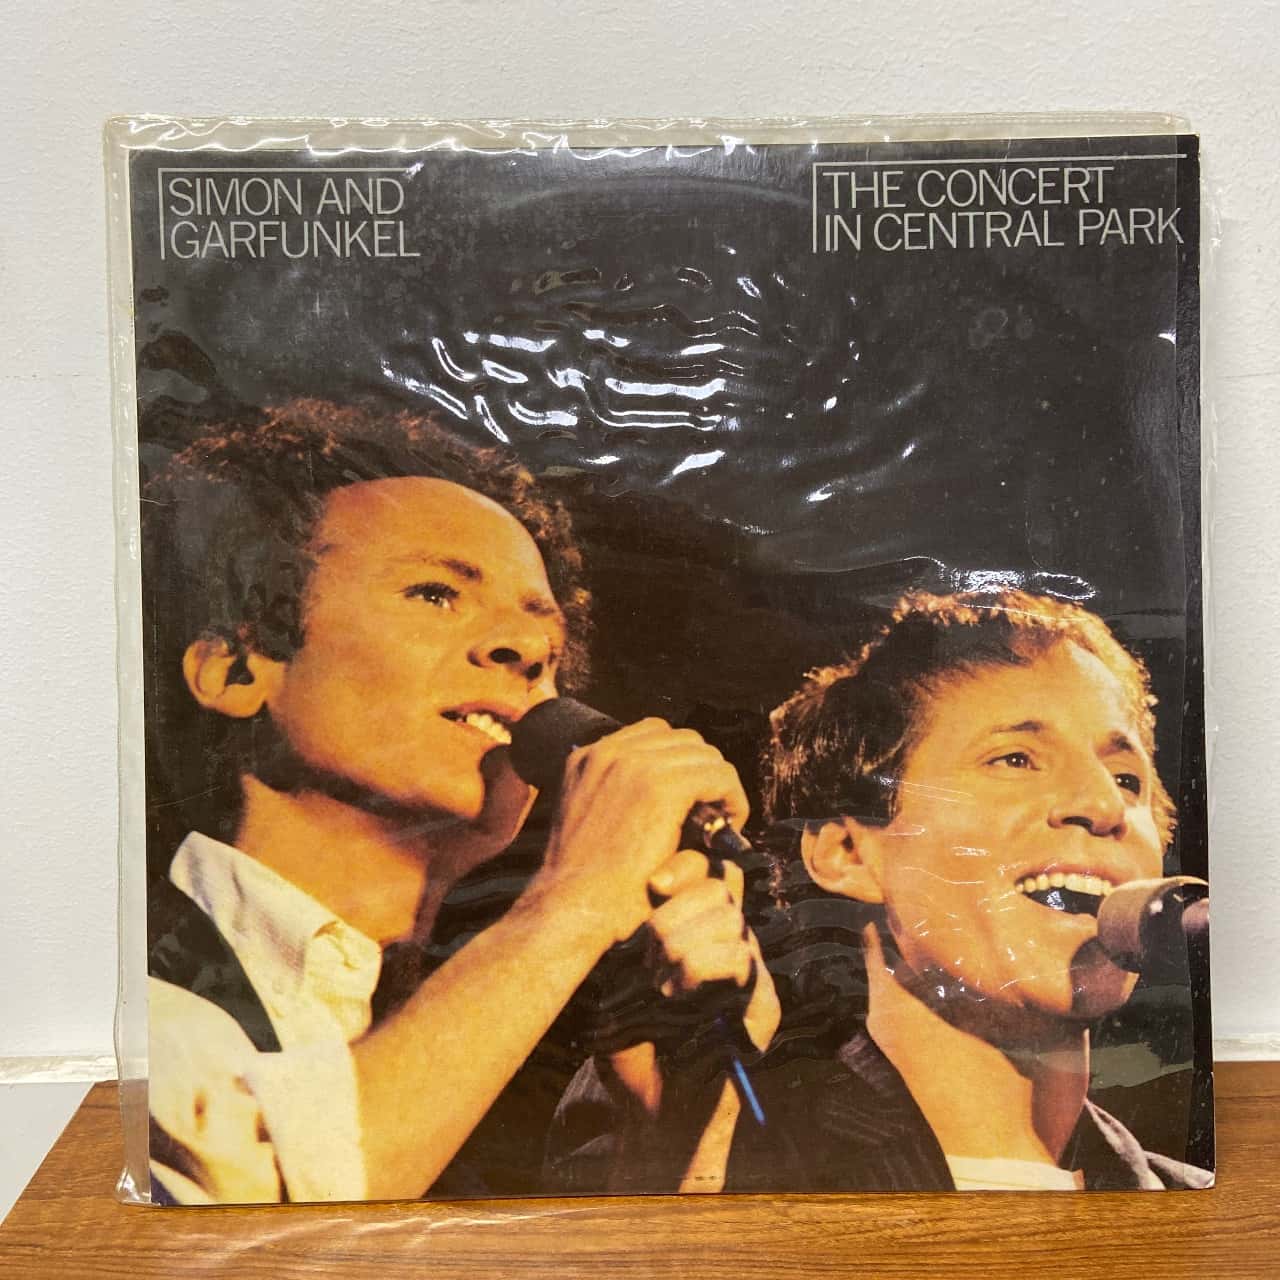 SIMON AND
GARFUNKEL
THE CONCERT
IN CENTRAL PARK